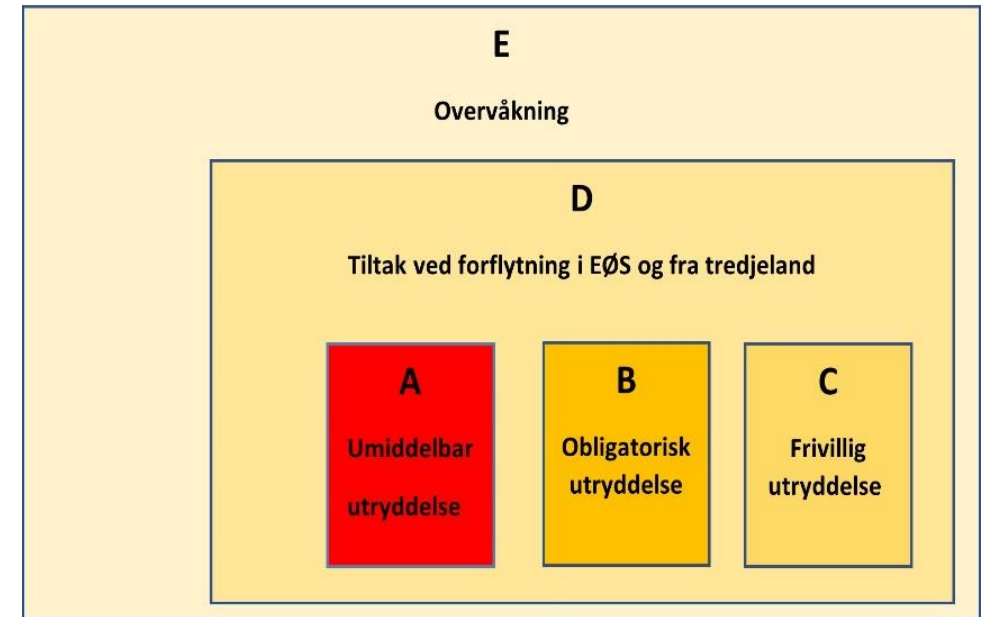 E
Overvåkning
D
Tiltak ved forflytning i EØS og fra tredjeland
A
Umiddelbar
utryddelse
B
Obligatorisk
utryddelse
C
Frivillig
utryddelse